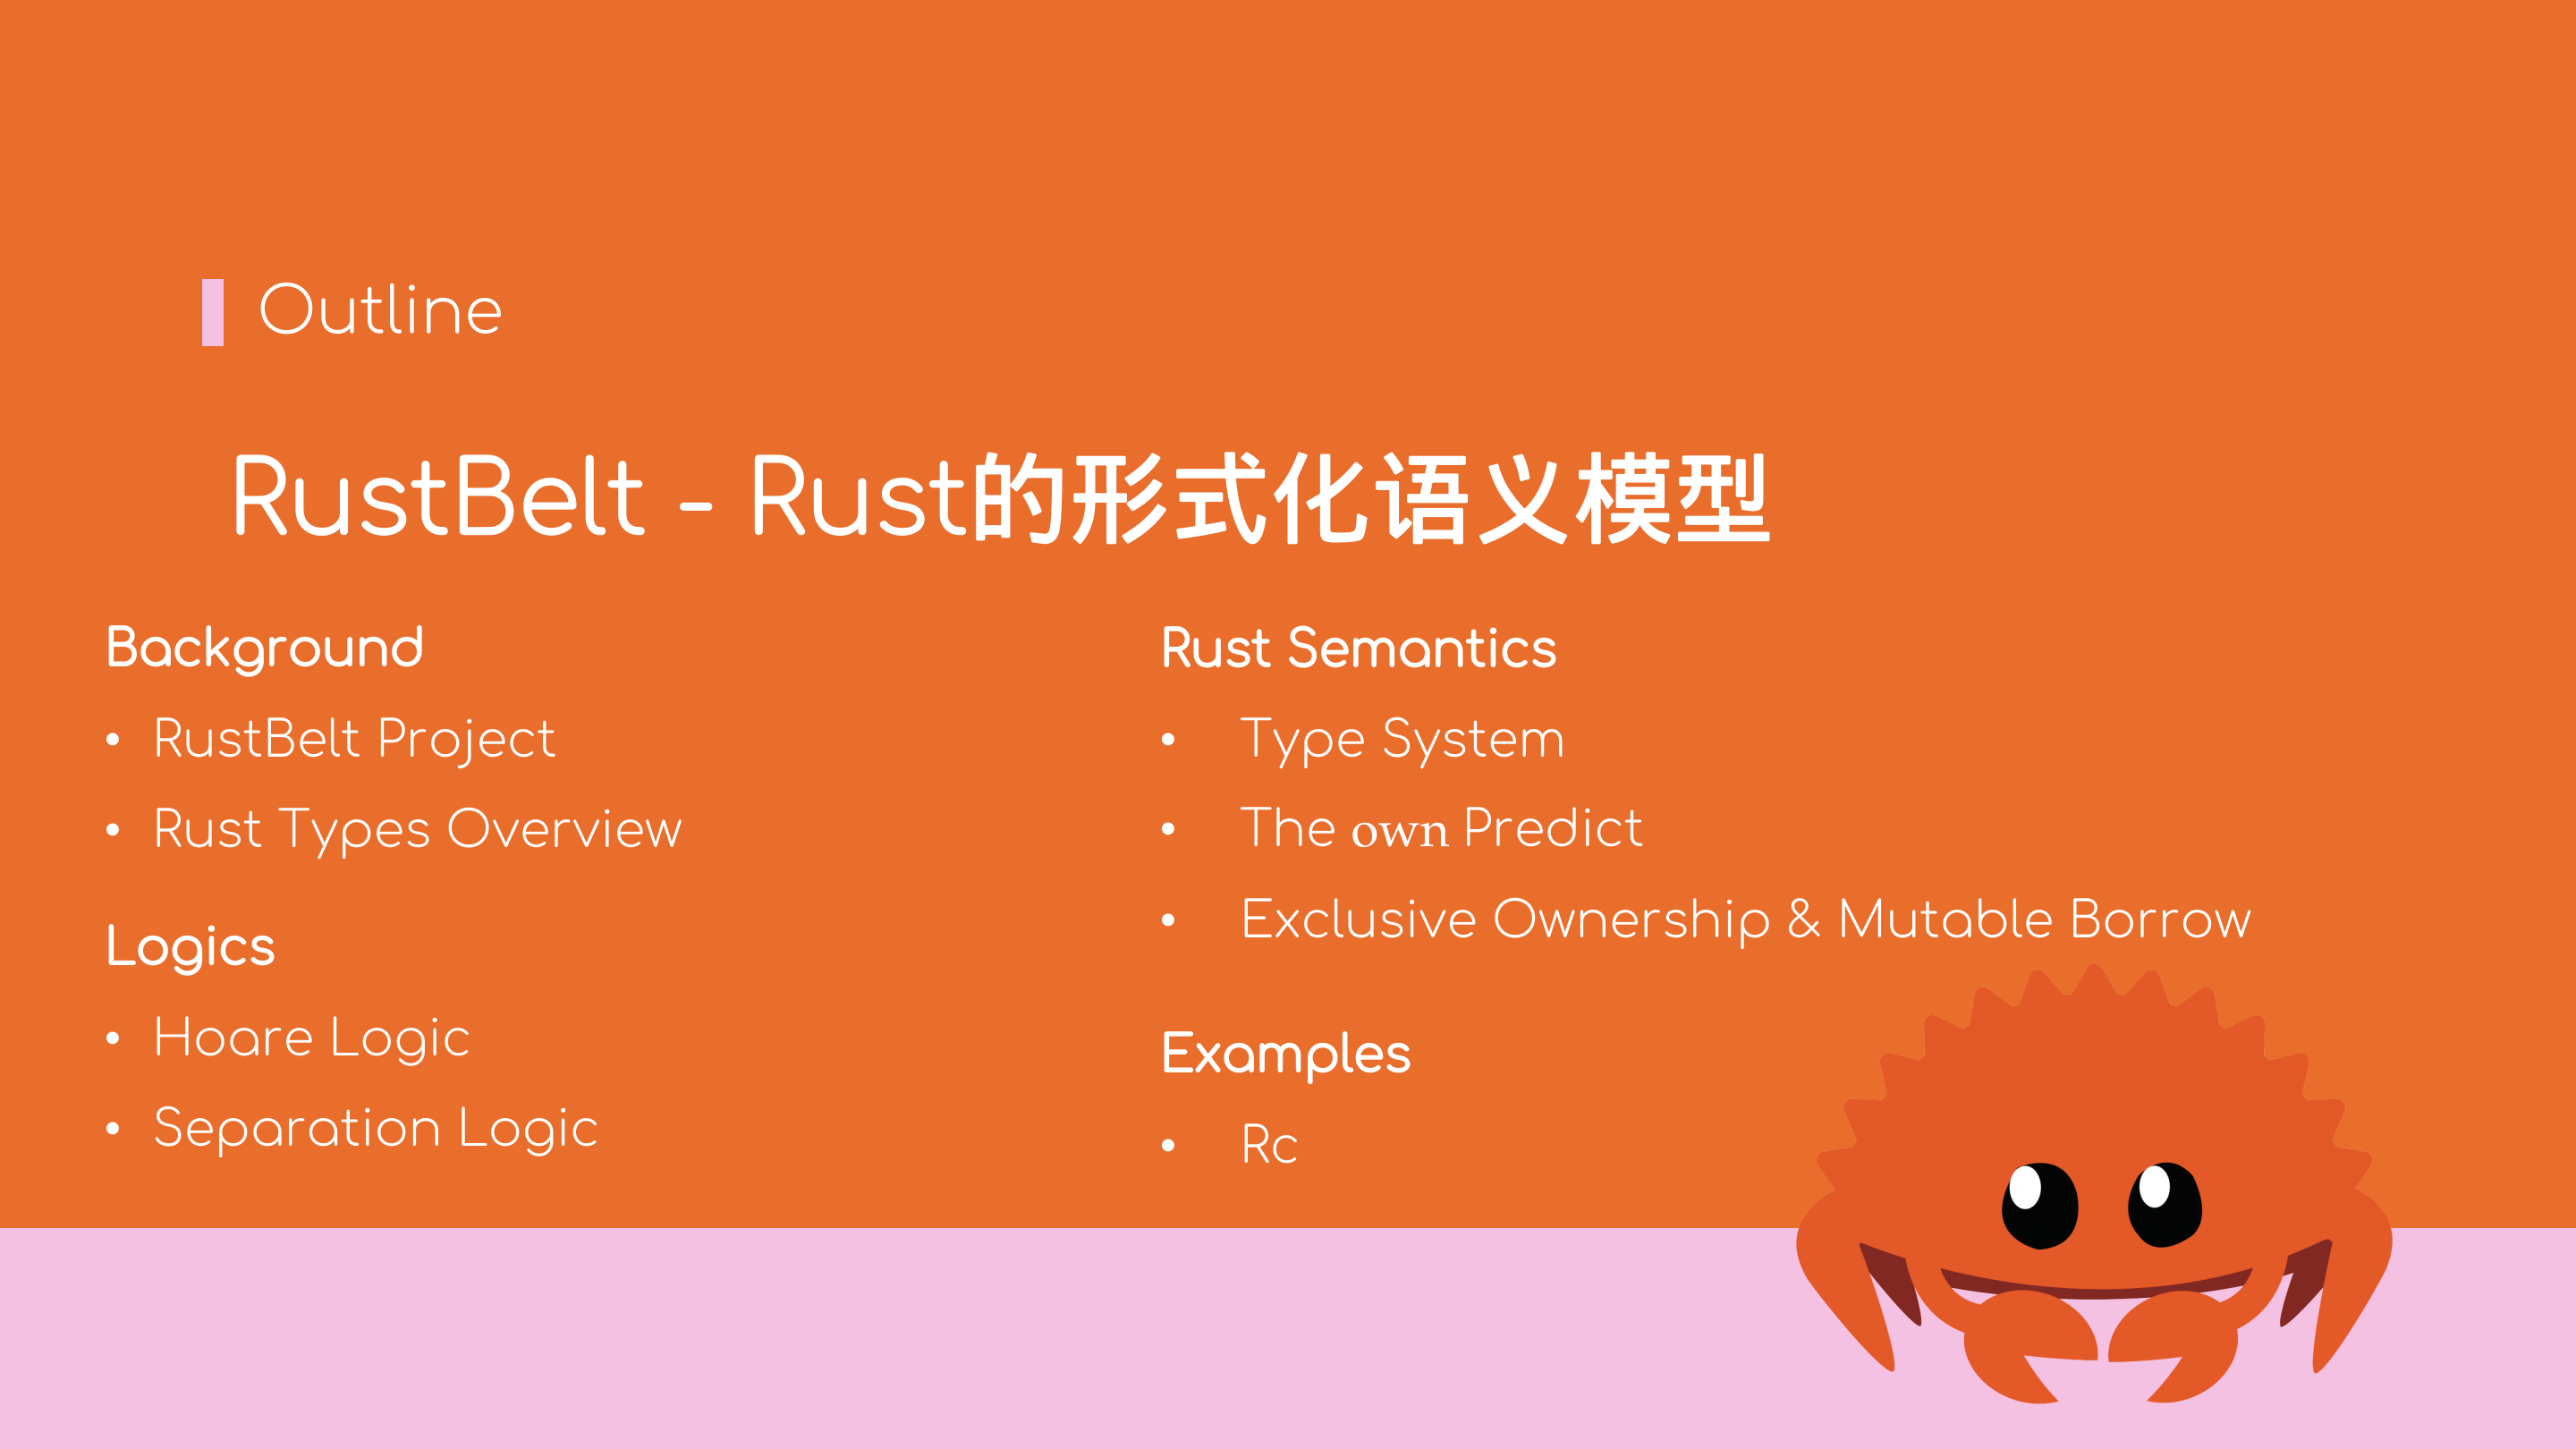 Outline
RustBelt - Rust的形式化语义模型
Background
• RustBelt Project
• Rust Types Overview
Logics
• Hoare Logic
• Separation Logic
Rust Semantics
• Type System
• The own Predict
• Exclusive Ownership & Mutable Borrow
Examples
• Rc